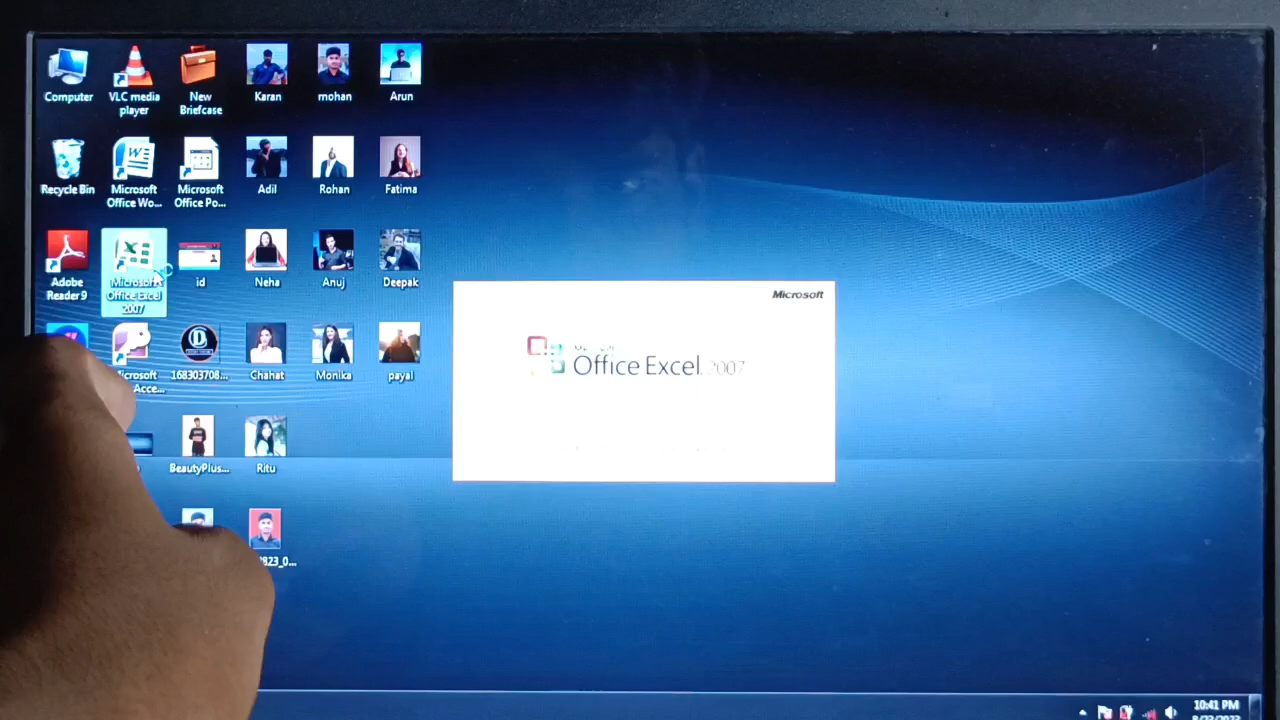 Computer
VLC media
player
New
Briefcase
Karan
mohan
Arun
Recycle Bin
Microsoft
Office Wo...
Microsoft
Office Po...
Adil
Rohan
Fatima
Adobe
Reader 9
Microsoft
Office Excel
2007
id
Neha
Anuj
Deepak
Acce...
168303708...
Chahat
Monika
payal
BeautyPlus...
Ritu
823_0...
Microsoft
Microsoft
Office Excel 2007
10:41 PM